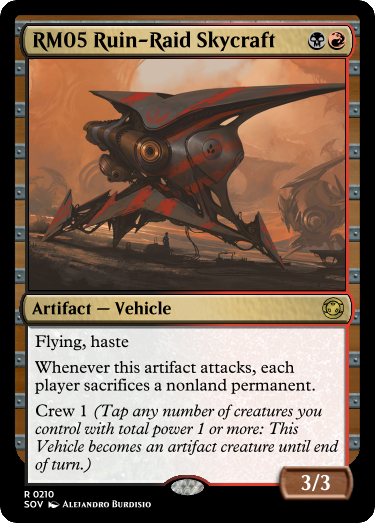 RM05 Ruin-Raid Skycraft
Artifact — Vehicle
Flying, haste
Whenever this artifact attacks, each
player sacrifices a nonland permanent.
Crew 1 (Tap any number of creatures you
control with total power 1 or more: This
Vehicle becomes an artifact creature until end
of turn.)
3/3
R 0210
SOV Alejandro Burdisio